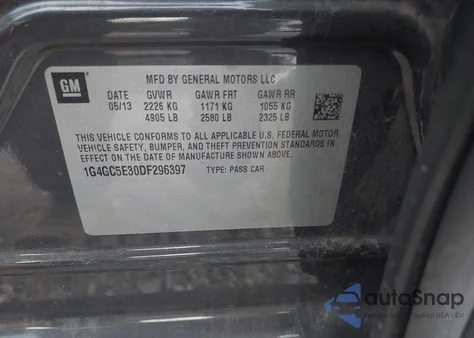 GM
MFD BY GENERAL MOTORS LLC
DATE GVWR GAWR FRT GAWR RR
05/13 2226 KG 1171 KG 1055 KG
4905 LB 2580 LB 2325 LB
THIS VEHICLE CONFORMS TO ALL APPLICABLE U.S. FEDERAL MOTOR
VEHICLE SAFETY, BUMPER, AND THEFT PREVENTION STANDARDS
IN EFFECT ON THE DATE OF MANUFACTURE SHOWN ABOVE.
1G4GC5E30DF296397 TYPE: PASS CAR
autoSnap